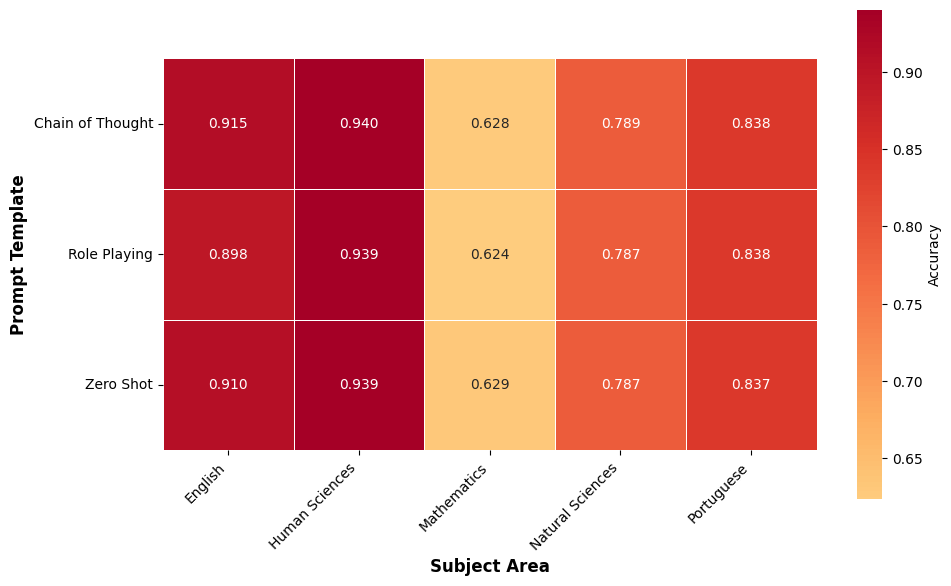 Prompt Template
Chain of Thought
0.915 0.940 0.628 0.789 0.838
Role Playing
0.898 0.939 0.624 0.787 0.838
Zero Shot
0.910 0.939 0.629 0.787 0.837
English
Human Sciences
Mathematics
Natural Sciences
Portuguese
Subject Area
0.90
0.85
0.80
0.75
0.70
0.65
Accuracy